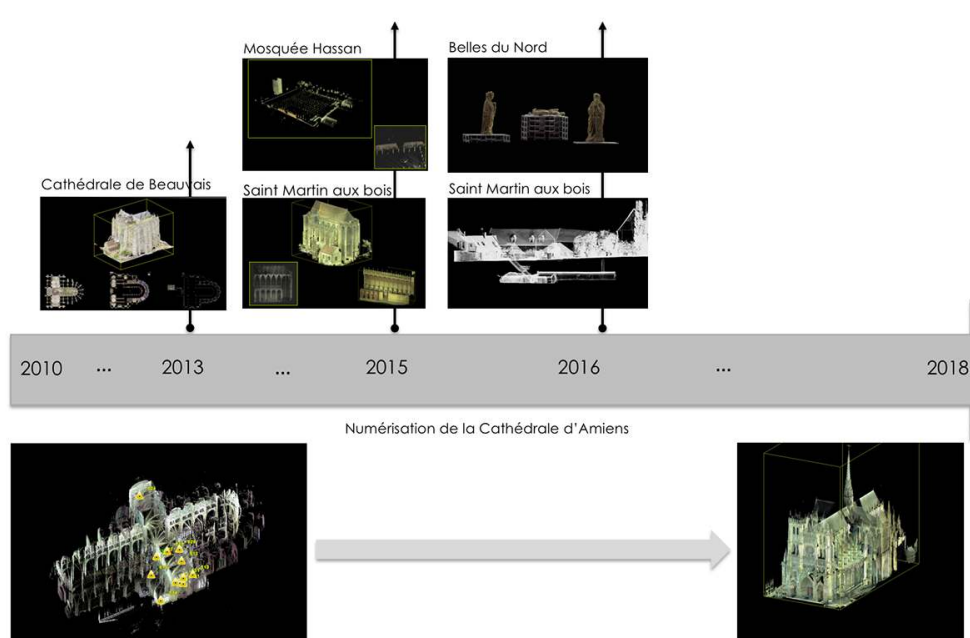 Mosquée Hassan
Belles du Nord
Cathédrale de Beauvais
Saint Martin aux bois
Saint Martin aux bois
2010 ... 2013 ... 2015 2016 ... 2018
Numérisation de la Cathédrale d'Amiens